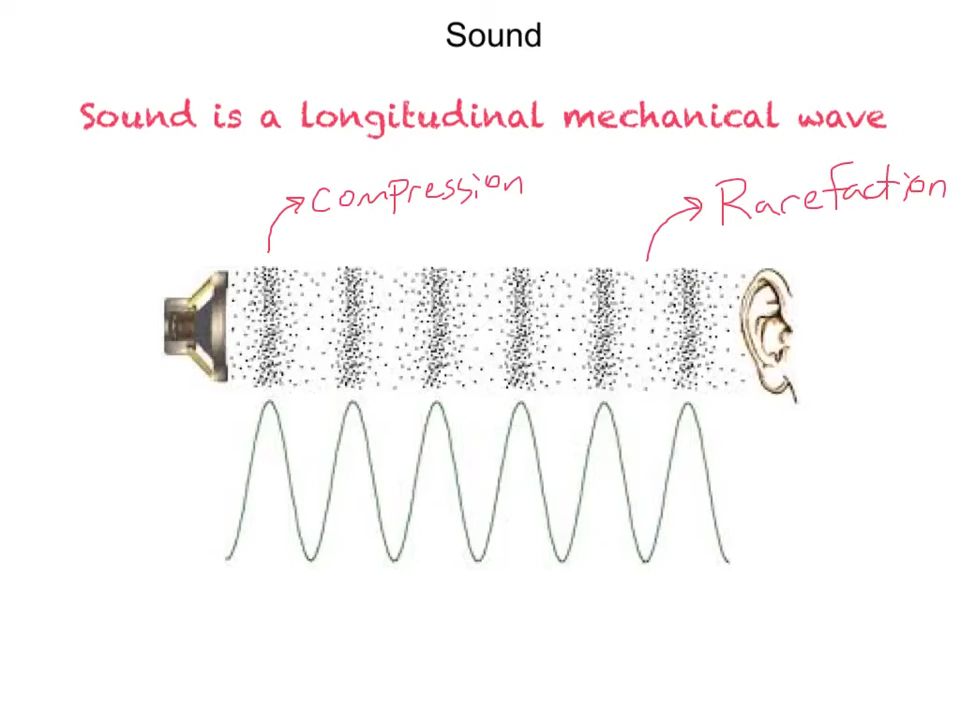 Sound
Sound is a longitudinal mechanical wave
compression
Rarefaction